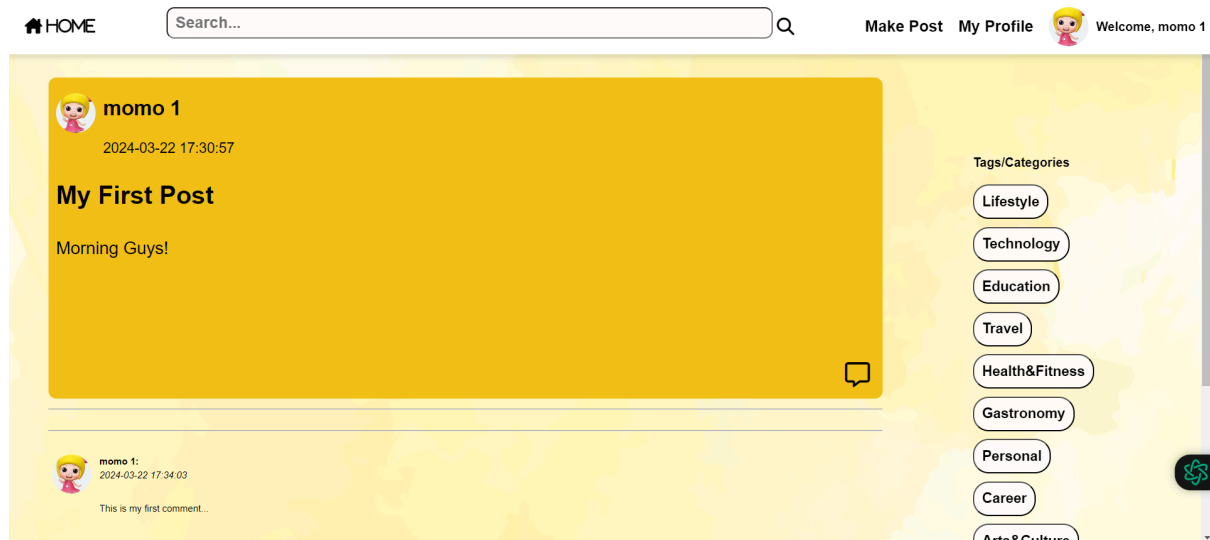 HOME
Search...
Make Post
My Profile
Welcome, momo 1
momo 1
2024-03-22 17:30:57
My First Post
Morning Guys!
momo 1:
2024-03-22 17:34:03
This is my first comment...
Tags/Categories
Lifestyle
Technology
Education
Travel
Health&Fitness
Gastronomy
Personal
Career
Arts&Culture